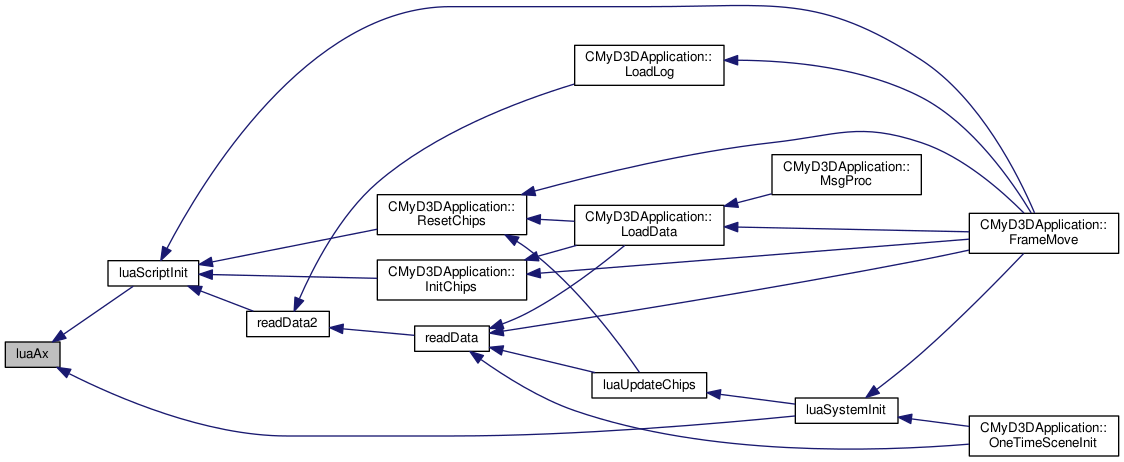 CMyD3DApplication::
LoadLog
CMyD3DApplication::
MsgProc
CMyD3DApplication::
ResetChips
CMyD3DApplication::
LoadData
CMyD3DApplication::
FrameMove
luaScriptInit
CMyD3DApplication::
InitChips
readData2
readData
luaAx
luaUpdateChips
luaSystemInit
CMyD3DApplication::
OneTimeSceneInit